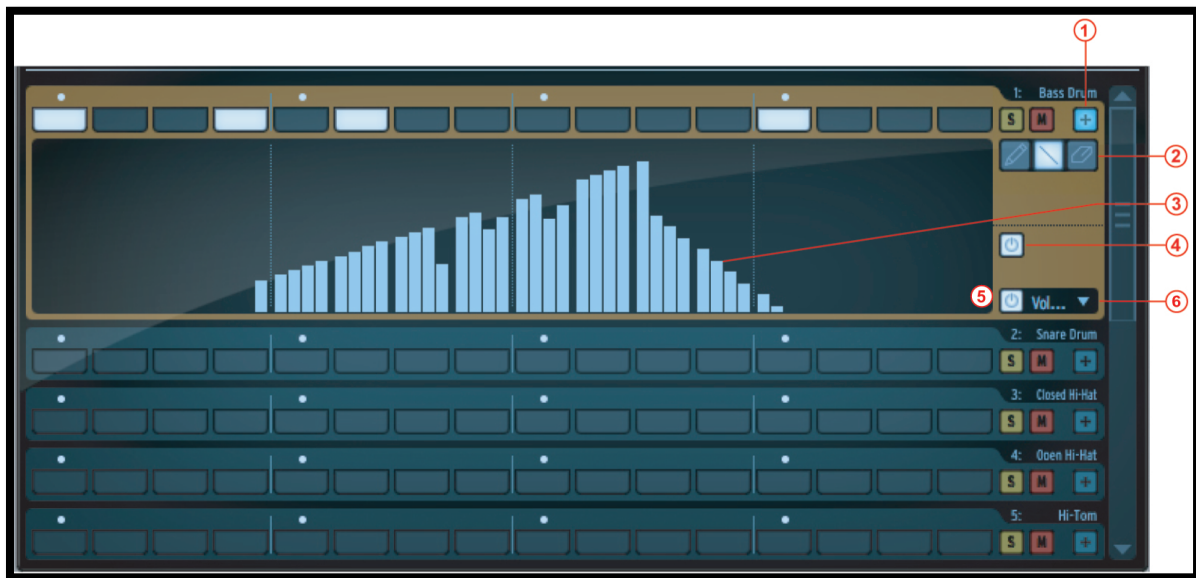 1
1: Bass Drum
S M +
2
3
4
5 Vol... 6
2: Snare Drum
S M +
3: Closed Hi-Hat
S M +
4: Open Hi-Hat
S M +
5: Hi-Tom
S M +